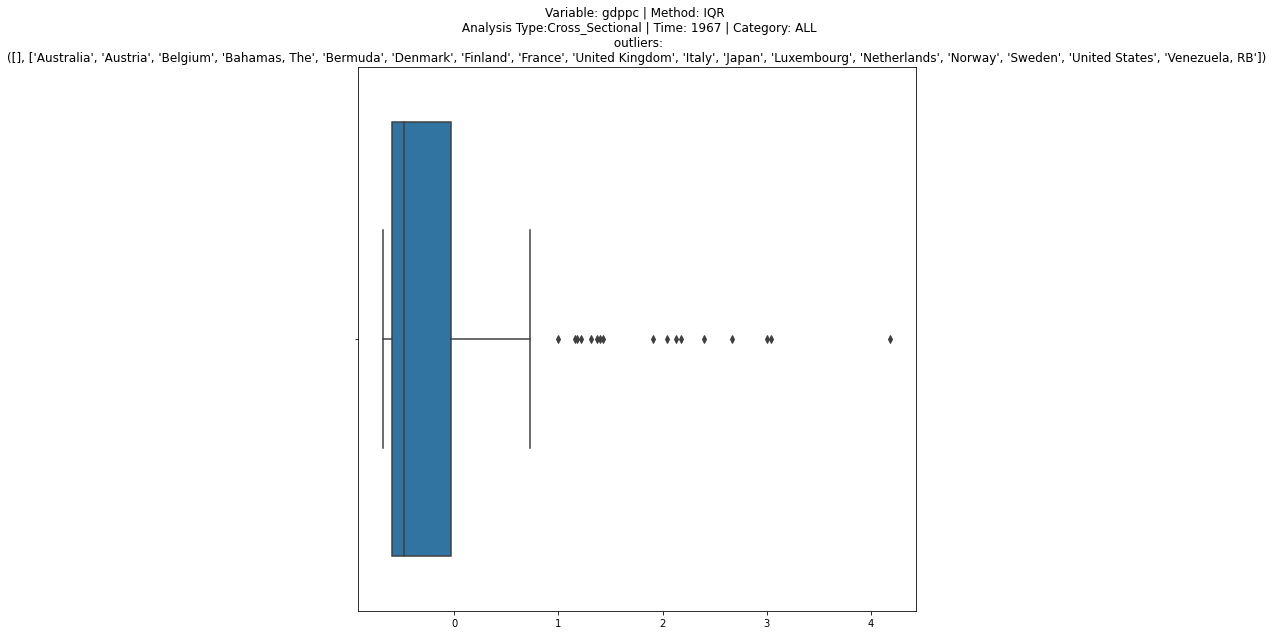 Variable: gdppc | Method: IQR
Analysis Type:Cross_Sectional | Time: 1967 | Category: ALL
outliers:
([], ['Australia', 'Austria', 'Belgium', 'Bahamas, The', 'Bermuda', 'Denmark', 'Finland', 'France', 'United Kingdom', 'Italy', 'Japan', 'Luxembourg', 'Netherlands', 'Norway', 'Sweden', 'United States', 'Venezuela, RB'])
0 1 2 3 4